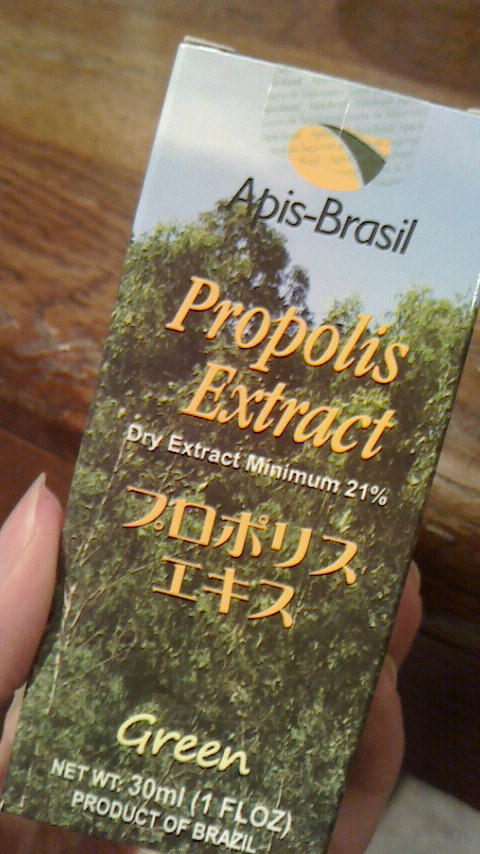 Apis-Brasil
Propolis
Extract
Dry Extract Minimum 21%
プロポリス
エキス
Green
NET WT. 30ml (1 FLOZ)
PRODUCT OF BRAZIL